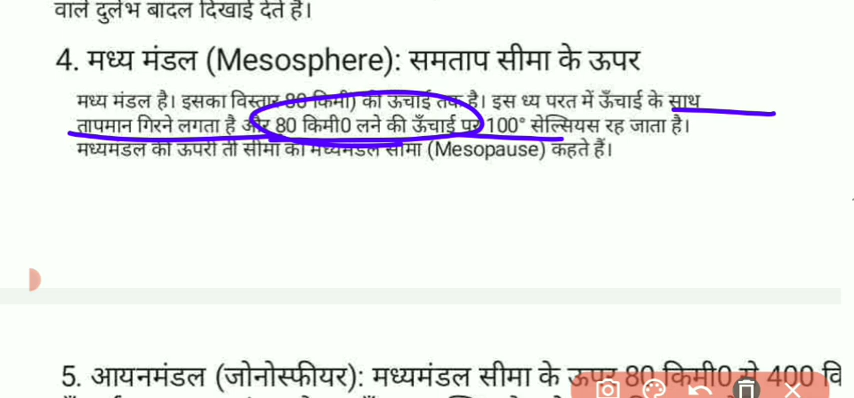 वाले दुर्लभ बादल दिखाई देते हैं।
4. मध्य मंडल (Mesosphere): समताप सीमा के ऊपर
मध्य मंडल है। इसका विस्तार 80 किमी) की ऊंचाई तक है। इस ध्य परत में ऊँचाई के साथ
तापमान गिरने लगता है और 80 किमी0 लने की ऊँचाई पर 100° सेल्सियस रह जाता है।
मध्यमंडल की ऊपरी ती सीमा को मध्यमंडल सीमा (Mesopause) कहते हैं।
5. आयनमंडल (जोनोस्फीयर): मध्यमंडल सीमा के ऊपर 80 किमी0 से 400